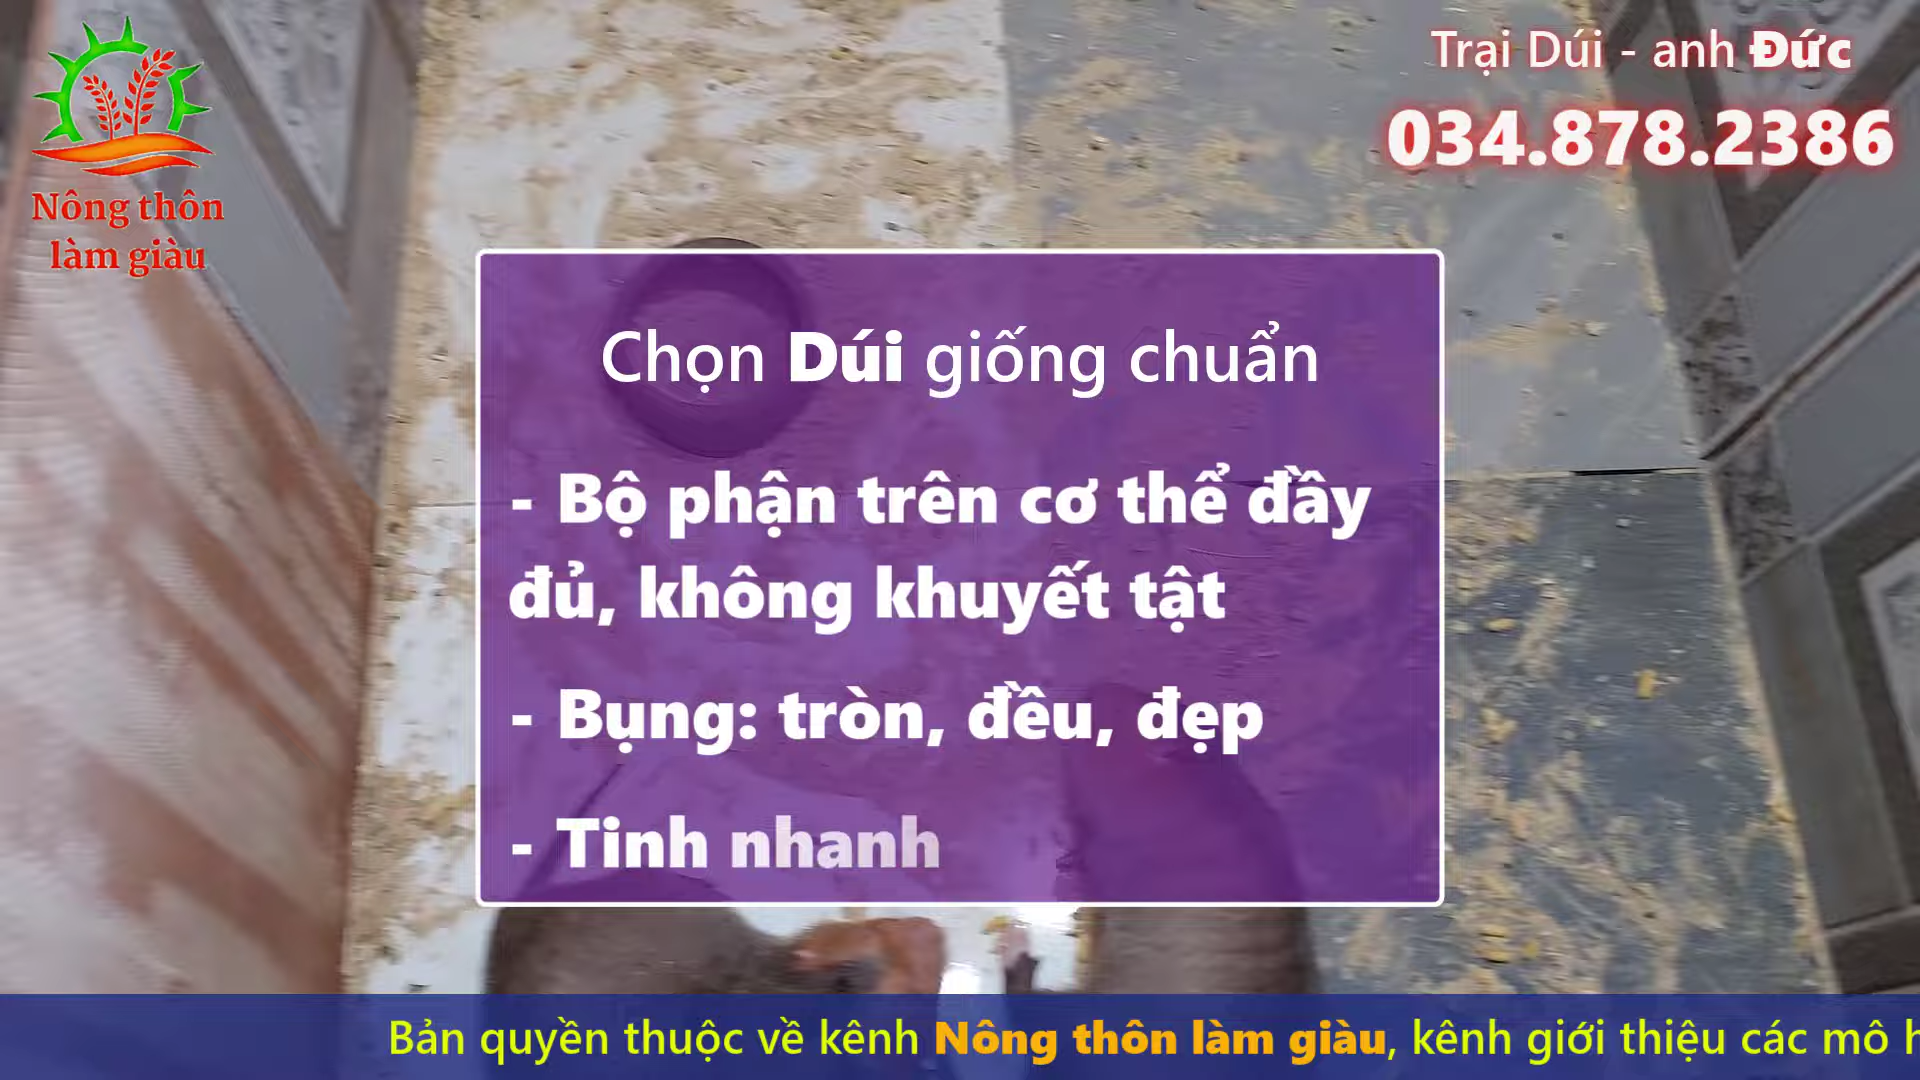 Nông thôn
làm giàu
Trại Dúi - anh Đức
034.878.2386
Chọn Dúi giống chuẩn
- Bộ phận trên cơ thể đầy
đủ, không khuyết tật
- Bụng: tròn, đều, đẹp
- Tinh nhanh
Bản quyền thuộc về kênh Nông thôn làm giàu, kênh giới thiệu các mô